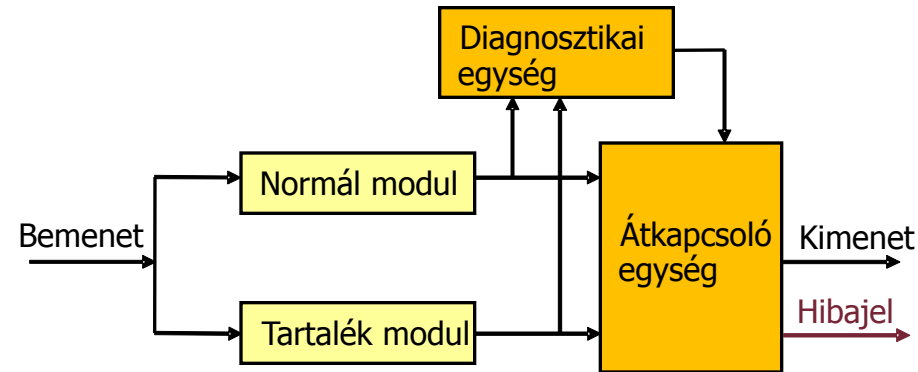 Diagnosztikai
egység
Normál modul
Bemenet
Átkapcsoló
egység
Kimenet
Hibajel
Tartalék modul